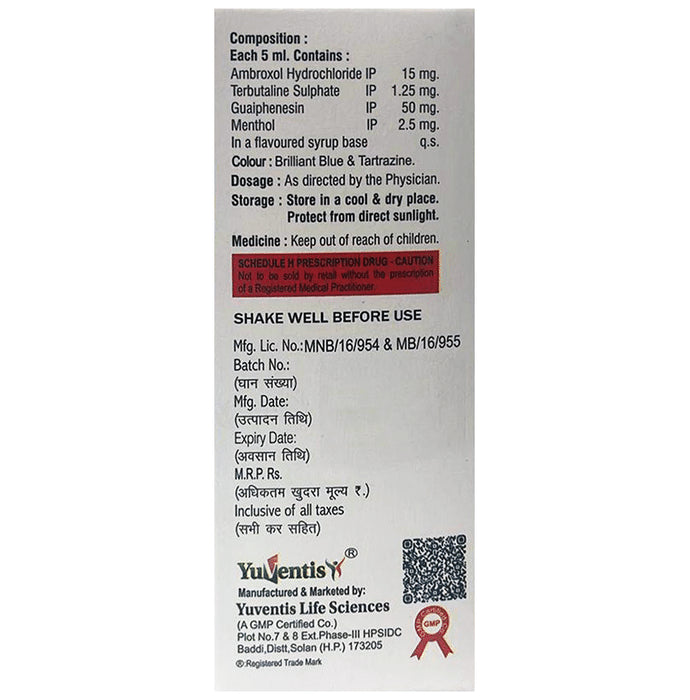 Composition :
Each 5 ml. Contains :
Ambroxol Hydrochloride IP 15 mg.
Terbutaline Sulphate IP 1.25 mg.
Guaiphenesin IP 50 mg.
Menthol IP 2.5 mg.
In a flavoured syrup base q.s.
Colour : Brilliant Blue & Tartrazine.
Dosage : As directed by the Physician.
Storage : Store in a cool & dry place.
Protect from direct sunlight.
Medicine : Keep out of reach of children.
SCHEDULE H PRESCRIPTION DRUG - CAUTION
Not to be sold by retail without the prescription
of a Registered Medical Practitioner.
SHAKE WELL BEFORE USE
Mfg. Lic. No.:MNB/16/954 & MB/16/955
Batch No.:
(घान संख्या)
Mfg. Date:
(उत्पादन तिथि)
Expiry Date:
(अवसान तिथि)
M.R.P. Rs.
(अधिकतम खुदरा मूल्य ₹.)
Inclusive of all taxes
(सभी कर सहित)
Yuventis ®
Manufactured & Marketed by:
Yuventis Life Sciences
(A GMP Certified Co.)
Plot No.7 & 8 Ext.Phase-III HPSIDC
Baddi,Distt,Solan (H.P.) 173205
®:Registered Trade Mark
GMP